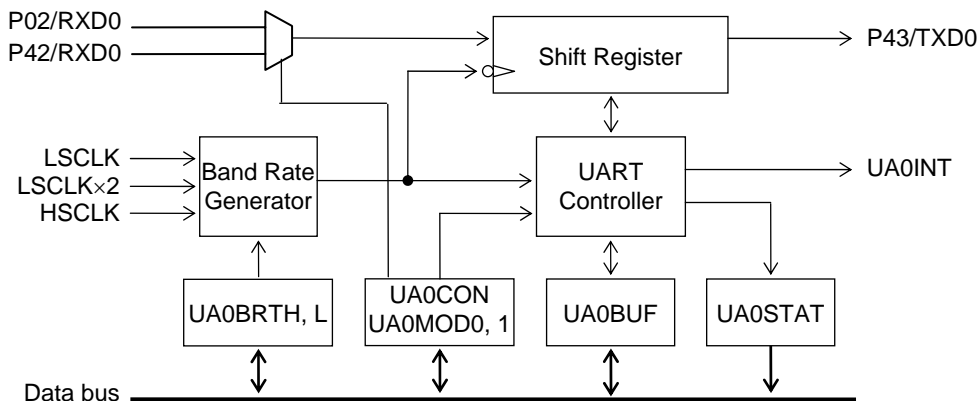 P02/RXD0
P42/RXD0
Shift Register
P43/TXD0
LSCLK
LSCLK×2
HSCLK
Band Rate
Generator
UART
Controller
UA0INT
UA0BRTH, L
UA0CON
UA0MOD0, 1
UA0BUF
UA0STAT
Data bus